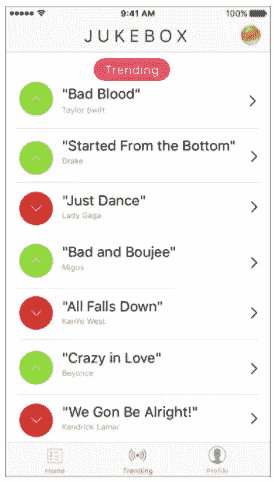 9:41 AM
100%
JUKEBOX
Trending
"Bad Blood"
Taylor Swift
"Started From the Bottom"
Drake
"Just Dance"
Lady Gaga
"Bad and Boujee"
Migos
"All Falls Down"
KanYe West
"Crazy in Love"
Beyonce
"We Gon Be Alright!"
Kendrick Lamar
Home Trending Profile